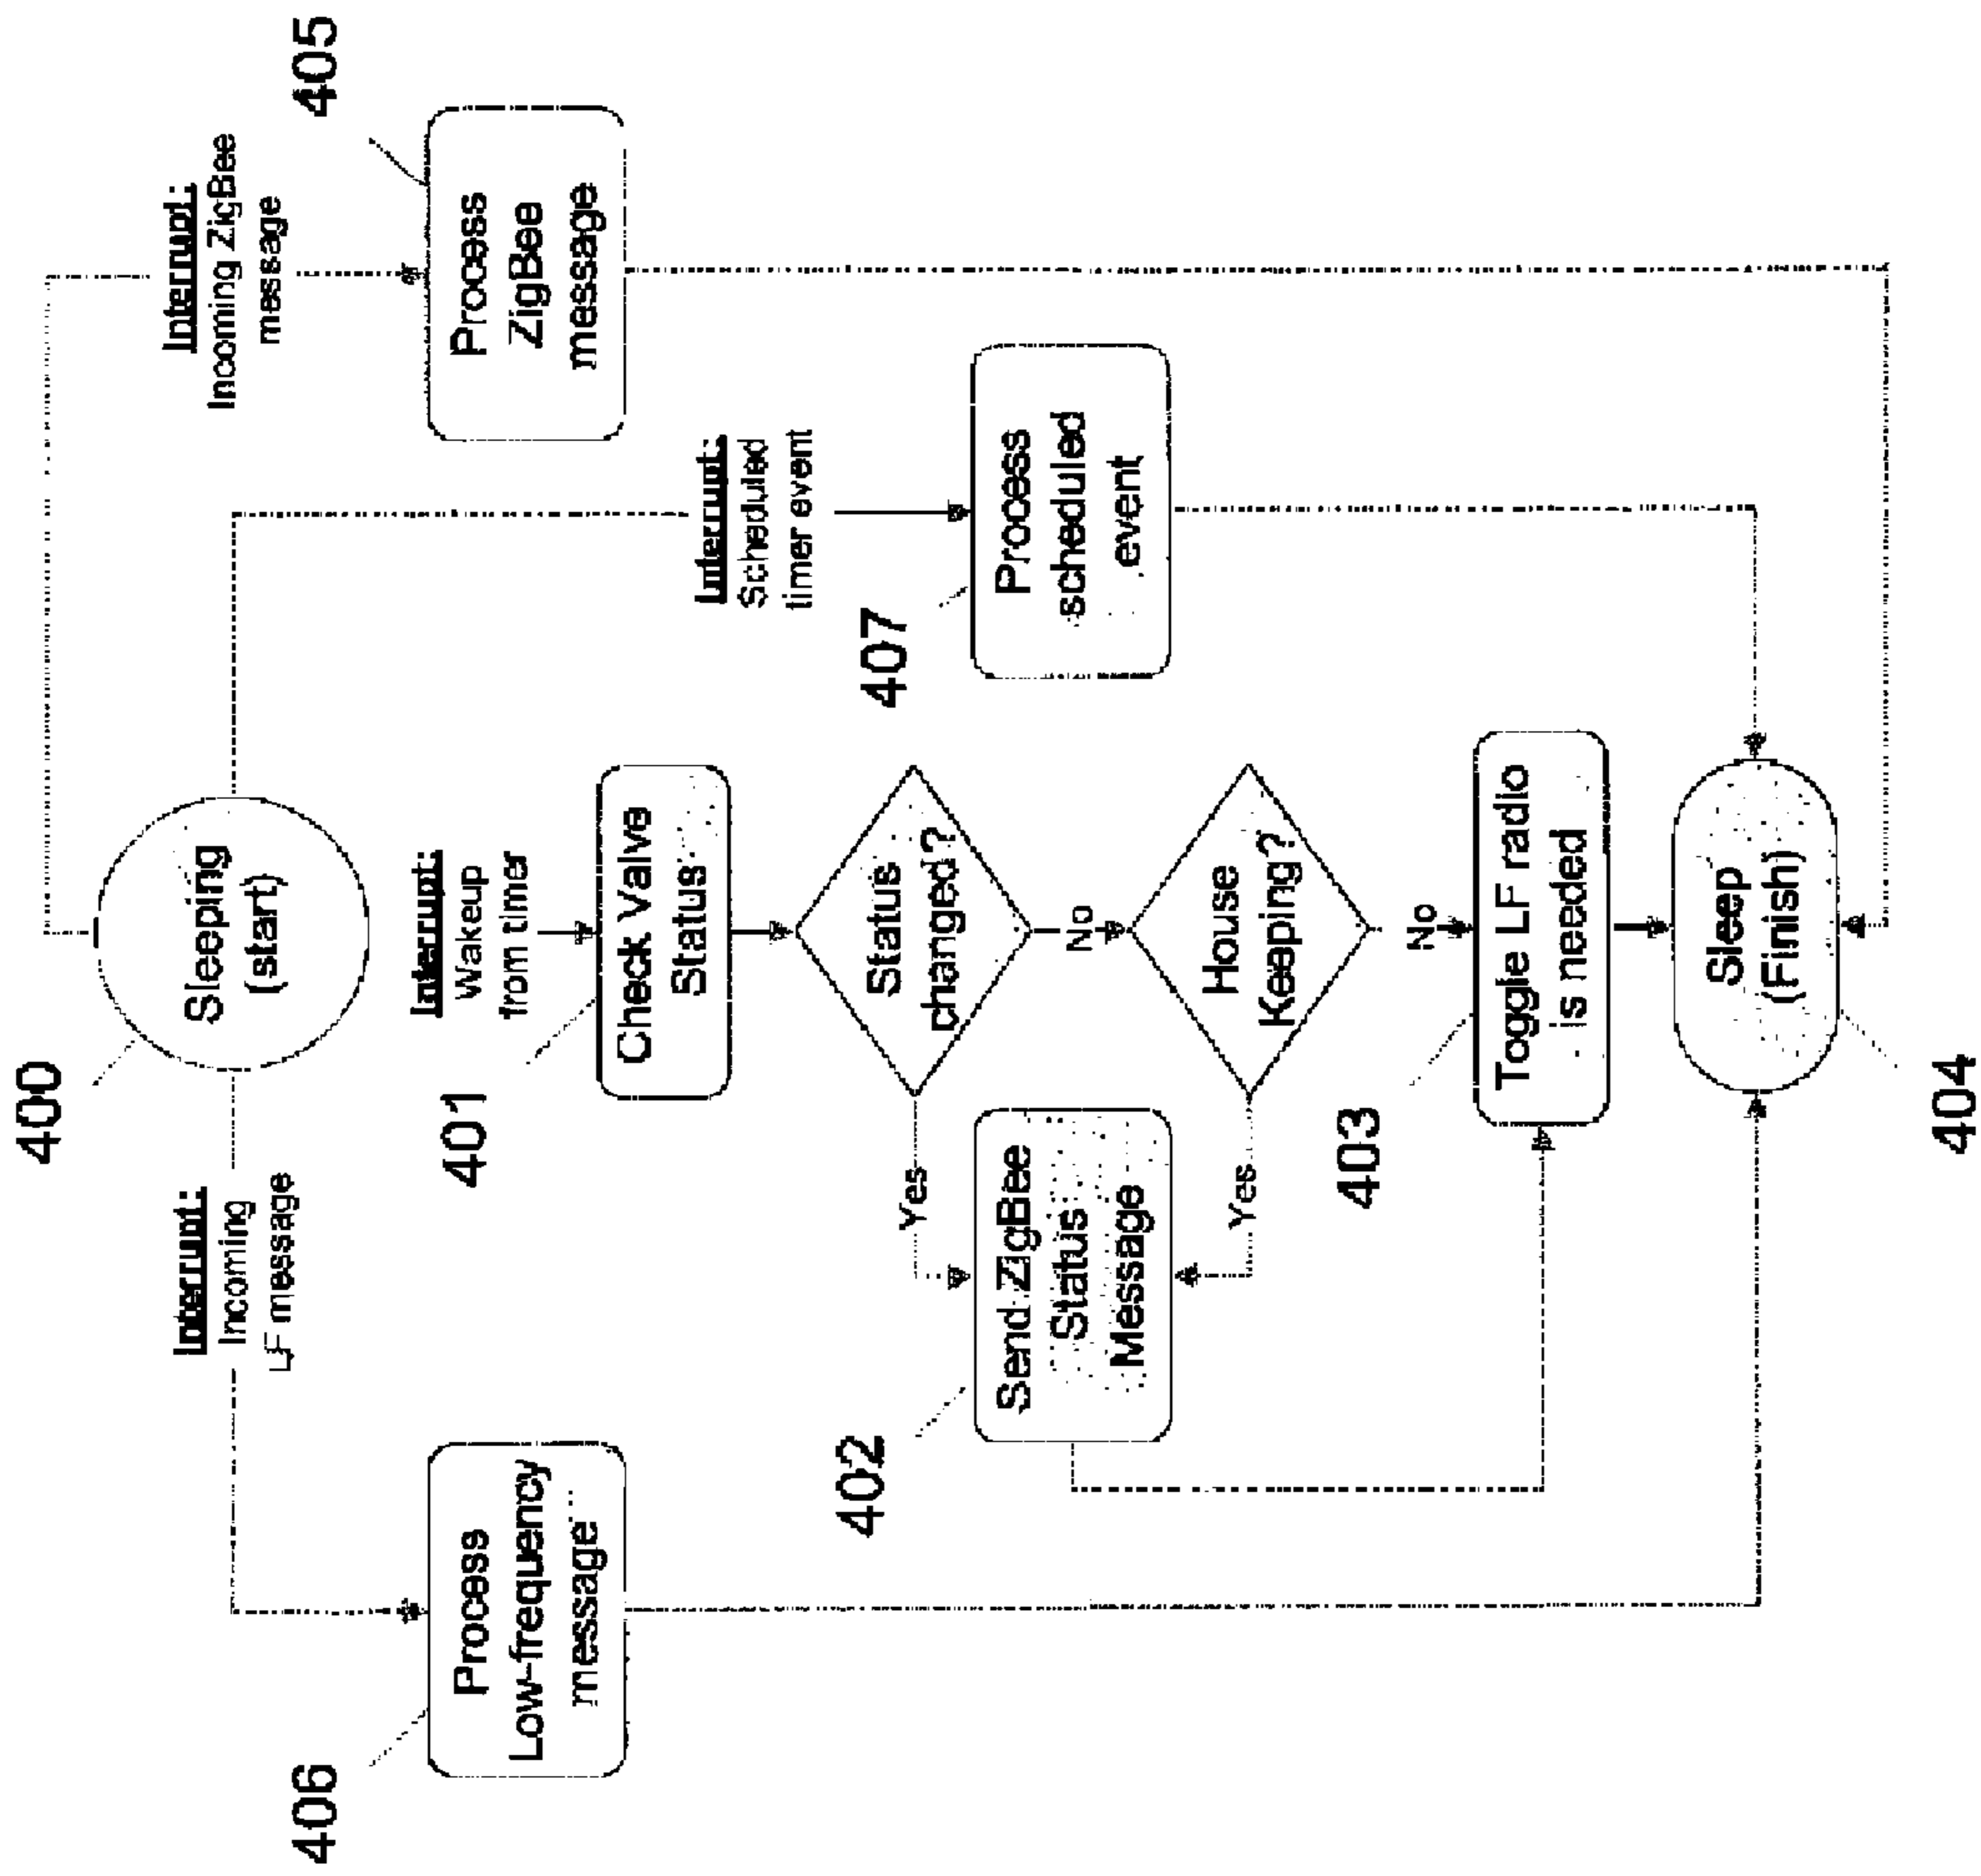 400
Sleeping
(start)
Interrupt:
Incoming
LF message
Interrupt:
Incoming ZigBee
message
406
Process
Low-frequency
message
405
Process
ZigBee
message
Interrupt:
Wakeup
from timer
401
Check Valve
Status
Interrupt:
Scheduled
timer event
407
Process
scheduled
event
Status
changed?
Yes
No
402
Send ZigBee
Status
Message
House
Keeping?
Yes
No
403
Toggle LF radio
is needed
Sleep
(Finish)
404